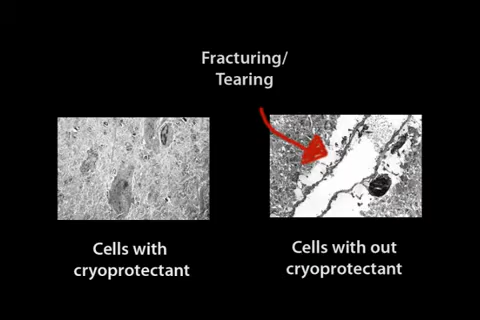 Fracturing/
Tearing
Cells with
cryoprotectant
Cells with out
cryoprotectant